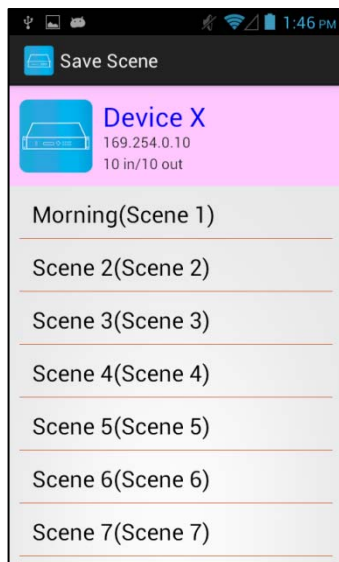 1:46 PM
Save Scene
Device X
169.254.0.10
10 in/10 out
Morning(Scene 1)
Scene 2(Scene 2)
Scene 3(Scene 3)
Scene 4(Scene 4)
Scene 5(Scene 5)
Scene 6(Scene 6)
Scene 7(Scene 7)